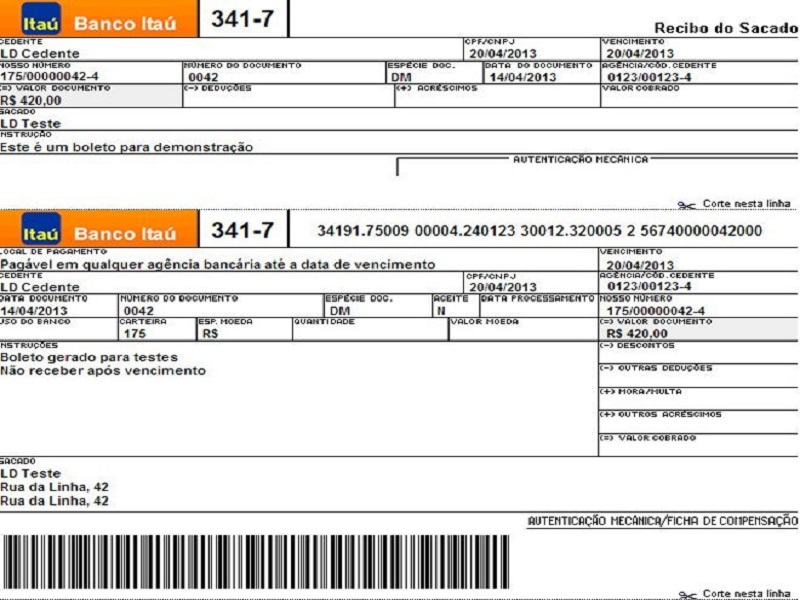 Itaú Banco Itaú 341-7 Recibo do Sacado
CEDENTE CPF/CNPJ VENCIMENTO
LD Cedente 20/04/2013 20/04/2013
NOSSO NÚMERO NÚMERO DO DOCUMENTO ESPÉCIE DOC. DATA DO DOCUMENTO AGÊNCIA/CÓD. CEDENTE
175/00000042-4 0042 DM 14/04/2013 0123/00123-4
(=) VALOR DOCUMENTO (-) DEDUÇÕES (+) ACRÉSCIMOS VALOR COBRADO
R$ 420,00
SACADO
LD Teste
INSTRUÇÃO
Este é um boleto para demonstração
AUTENTICAÇÃO MECÂNICA
Corte nesta linha
Itaú Banco Itaú 341-7 34191.75009 00004.240123 30012.320005 2 56740000042000
LOCAL DE PAGAMENTO VENCIMENTO
Pagável em qualquer agência bancária até a data de vencimento 20/04/2013
CEDENTE CPF/CNPJ AGÊNCIA/CÓD. CEDENTE
LD Cedente 20/04/2013 0123/00123-4
DATA DOCUMENTO NÚMERO DO DOCUMENTO ESPÉCIE DOC. ACEITE DATA PROCESSAMENTO NOSSO NÚMERO
14/04/2013 0042 DM N 175/00000042-4
USO DO BANCO CARTEIRA ESP. MOEDA QUANTIDADE VALOR MOEDA (=) VALOR DOCUMENTO
175 R$ R$ 420,00
INSTRUÇÕES (-) DESCONTOS
Boleto gerado para testes
Não receber após vencimento
(-) OUTRAS DEDUÇÕES
(+) MORA/MULTA
(+) OUTROS ACRÉSCIMOS
(=) VALOR COBRADO
SACADO
LD Teste
Rua da Linha, 42
Rua da Linha, 42
AUTENTICAÇÃO MECÂNICA/FICHA DE COMPENSAÇÃO
Corte nesta linha